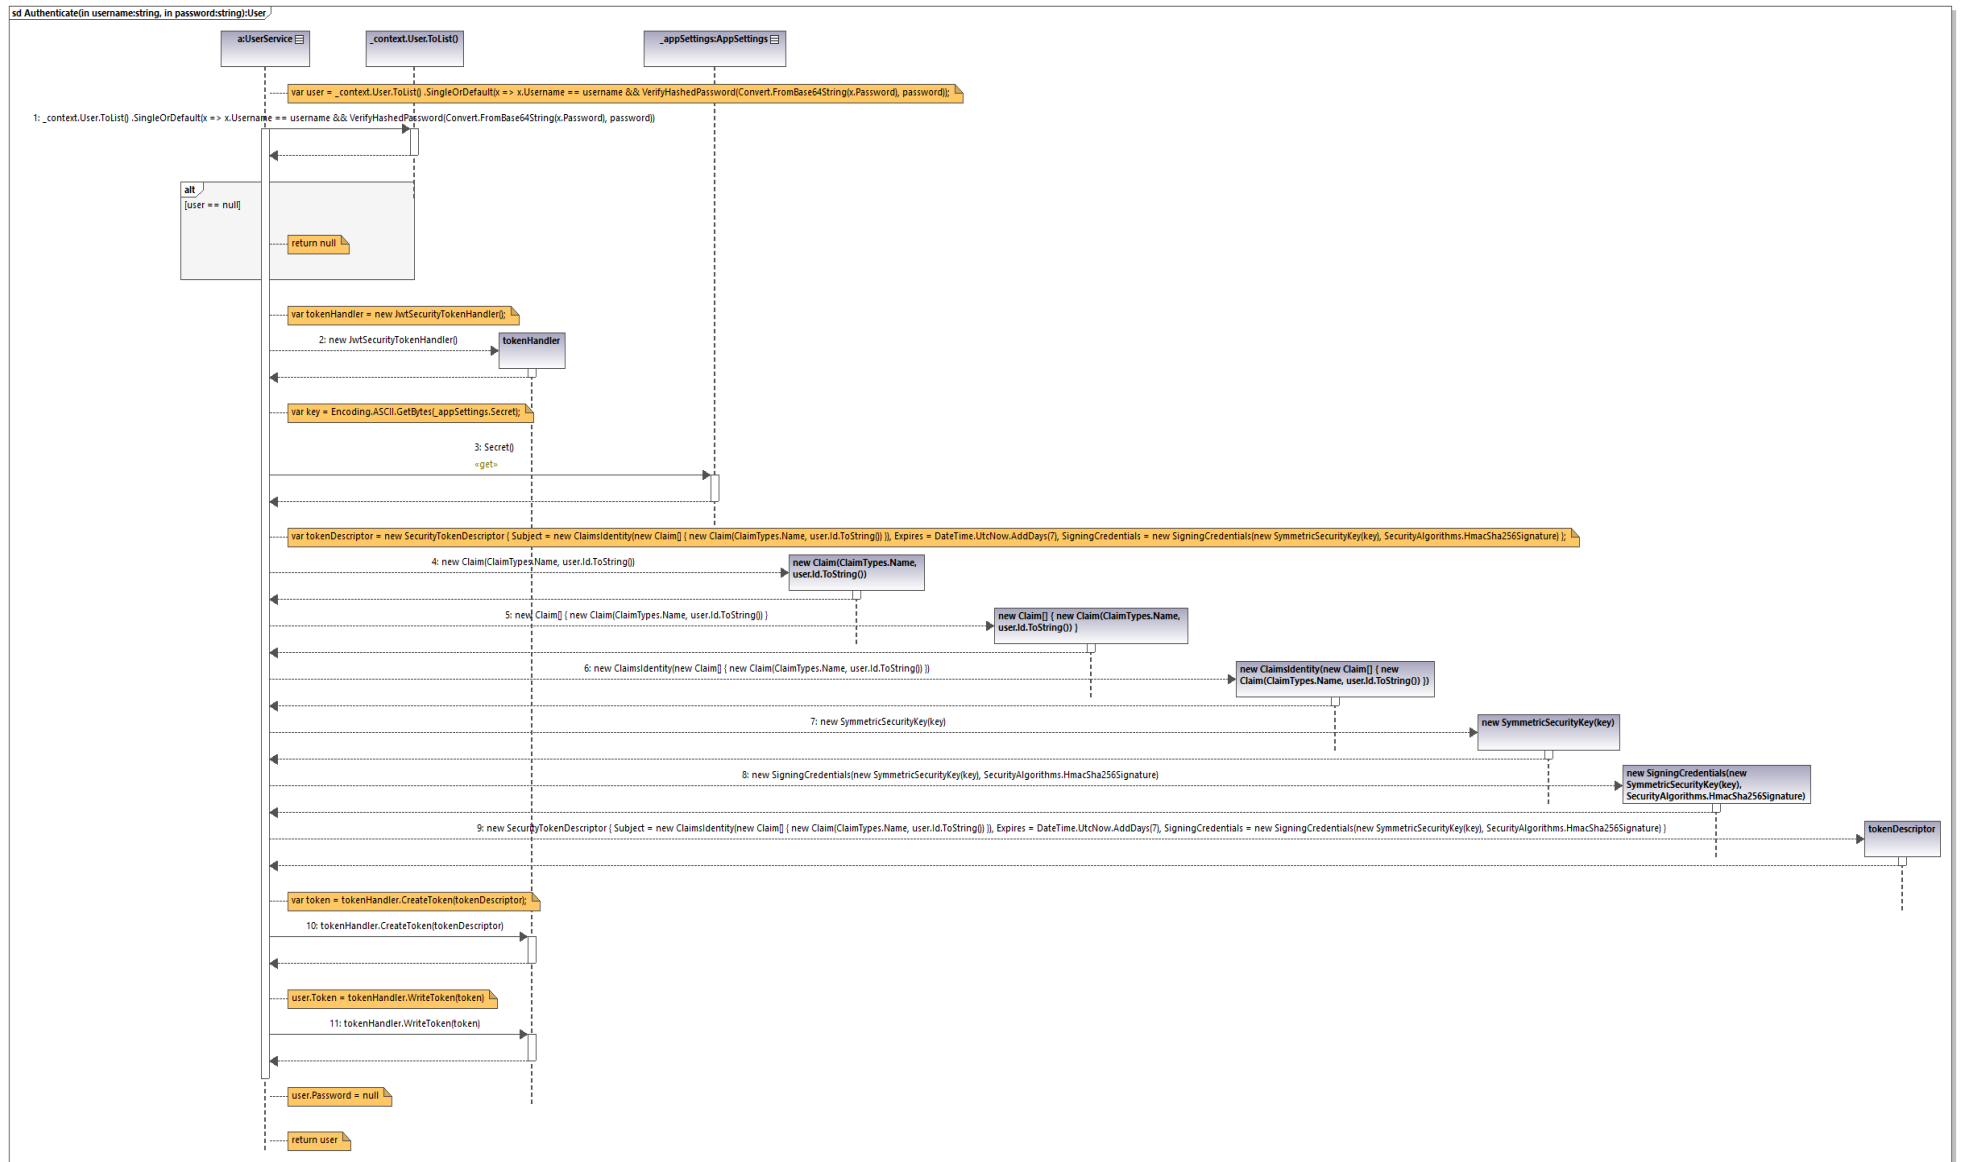 sd Authenticate(in username:string, in password:string):User
a:UserService
_context.User.ToList()
_appSettings:AppSettings
var user = _context.User.ToList() .SingleOrDefault(x => x.Username == username && VerifyHashedPassword(Convert.FromBase64String(x.Password), password));
1: _context.User.ToList() .SingleOrDefault(x => x.Username == username && VerifyHashedPassword(Convert.FromBase64String(x.Password), password))
alt
[user == null]
return null
var tokenHandler = new JwtSecurityTokenHandler();
2: new JwtSecurityTokenHandler()
tokenHandler
var key = Encoding.ASCII.GetBytes(_appSettings.Secret);
3: Secret()
«get»
var tokenDescriptor = new SecurityTokenDescriptor { Subject = new ClaimsIdentity(new Claim[] { new Claim(ClaimTypes.Name, user.Id.ToString()) }), Expires = DateTime.UtcNow.AddDays(7), SigningCredentials = new SigningCredentials(new SymmetricSecurityKey(key), SecurityAlgorithms.HmacSha256Signature) };
4: new Claim(ClaimTypes.Name, user.Id.ToString())
new Claim(ClaimTypes.Name,
user.Id.ToString())
5: new Claim[] { new Claim(ClaimTypes.Name, user.Id.ToString()) }
new Claim[] { new Claim(ClaimTypes.Name,
user.Id.ToString()) }
6: new ClaimsIdentity(new Claim[] { new Claim(ClaimTypes.Name, user.Id.ToString()) })
new ClaimsIdentity(new Claim[] { new
Claim(ClaimTypes.Name, user.Id.ToString()) })
7: new SymmetricSecurityKey(key)
new SymmetricSecurityKey(key)
8: new SigningCredentials(new SymmetricSecurityKey(key), SecurityAlgorithms.HmacSha256Signature)
new SigningCredentials(new
SymmetricSecurityKey(key),
SecurityAlgorithms.HmacSha256Signature)
9: new SecurityTokenDescriptor { Subject = new ClaimsIdentity(new Claim[] { new Claim(ClaimTypes.Name, user.Id.ToString()) }), Expires = DateTime.UtcNow.AddDays(7), SigningCredentials = new SigningCredentials(new SymmetricSecurityKey(key), SecurityAlgorithms.HmacSha256Signature) }
tokenDescriptor
var token = tokenHandler.CreateToken(tokenDescriptor);
10: tokenHandler.CreateToken(tokenDescriptor)
user.Token = tokenHandler.WriteToken(token)
11: tokenHandler.WriteToken(token)
user.Password = null
return user